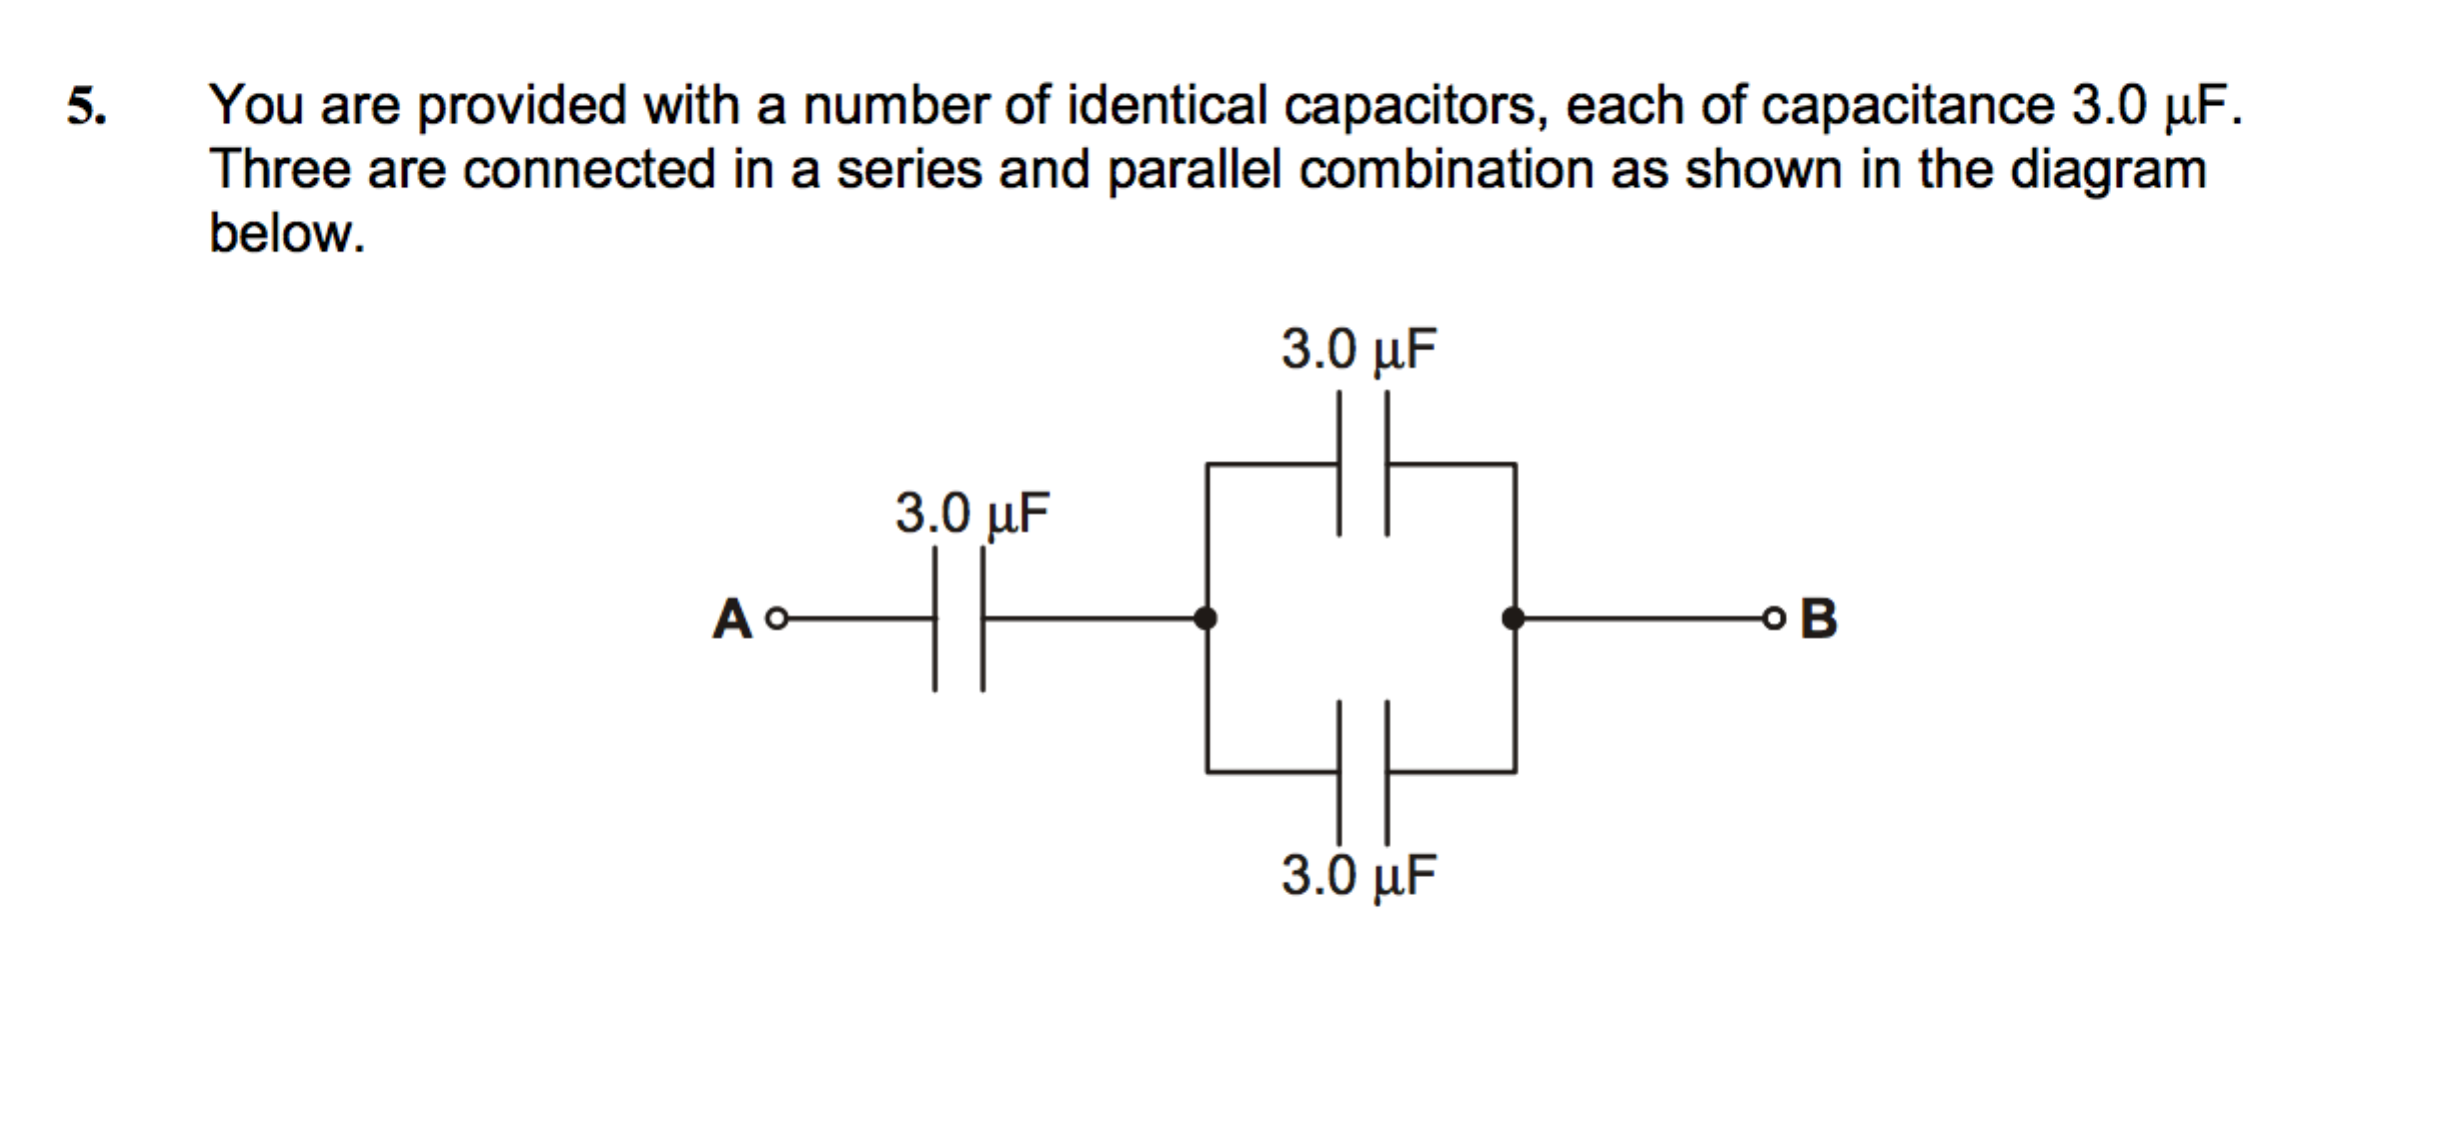 5. You are provided with a number of identical capacitors, each of capacitance 3.0 μF.
Three are connected in a series and parallel combination as shown in the diagram
below.
3.0 μF
3.0 μF
A B
3.0 μF